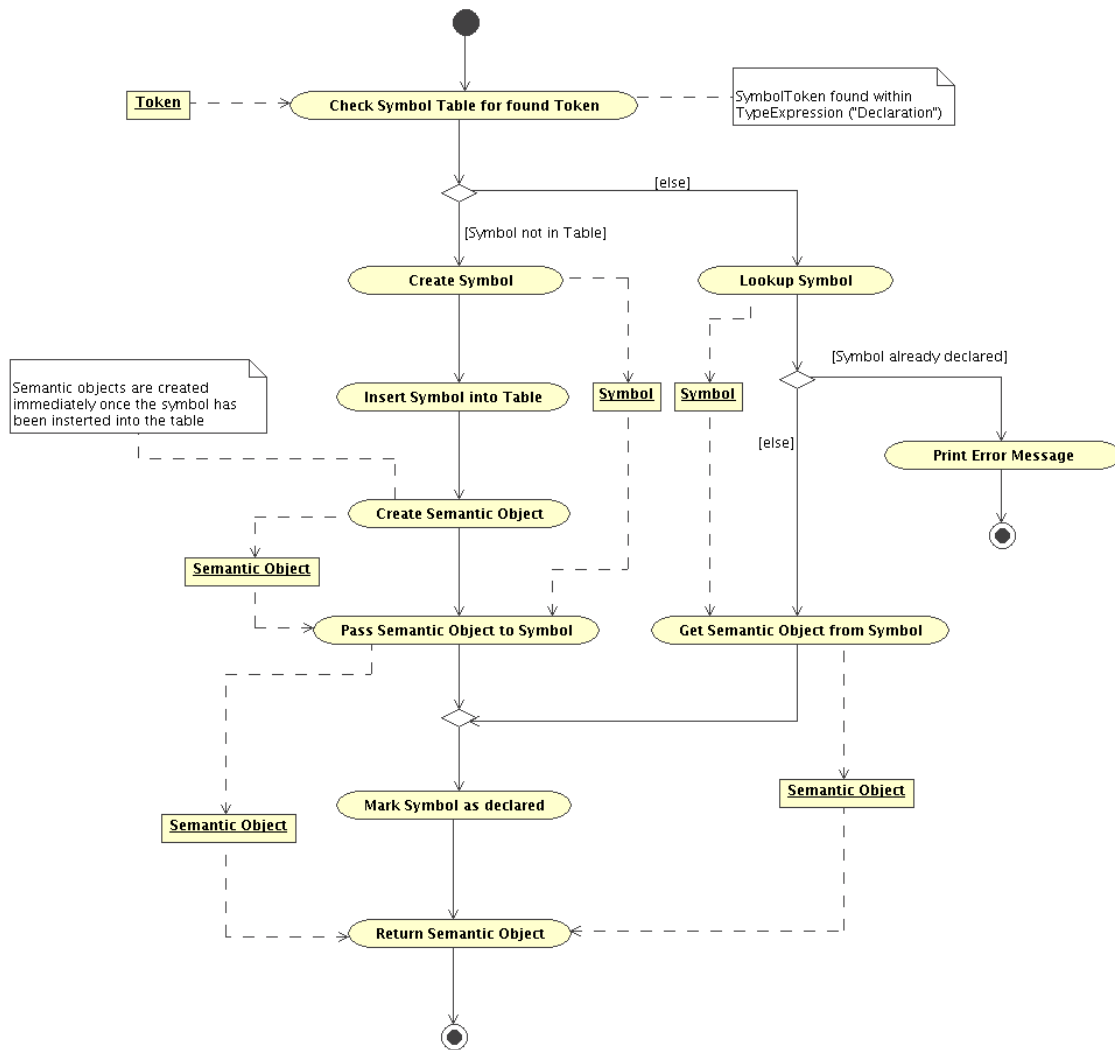 Token
Check Symbol Table for found Token
SymbolToken found within
TypeExpression ("Declaration")
[else]
[Symbol not in Table]
Create Symbol
Lookup Symbol
[Symbol already declared]
Semantic objects are created
immediately once the symbol has
been insterted into the table
Insert Symbol into Table
Symbol
Symbol
[else]
Print Error Message
Create Semantic Object
Semantic Object
Pass Semantic Object to Symbol
Get Semantic Object from Symbol
Semantic Object
Mark Symbol as declared
Semantic Object
Return Semantic Object